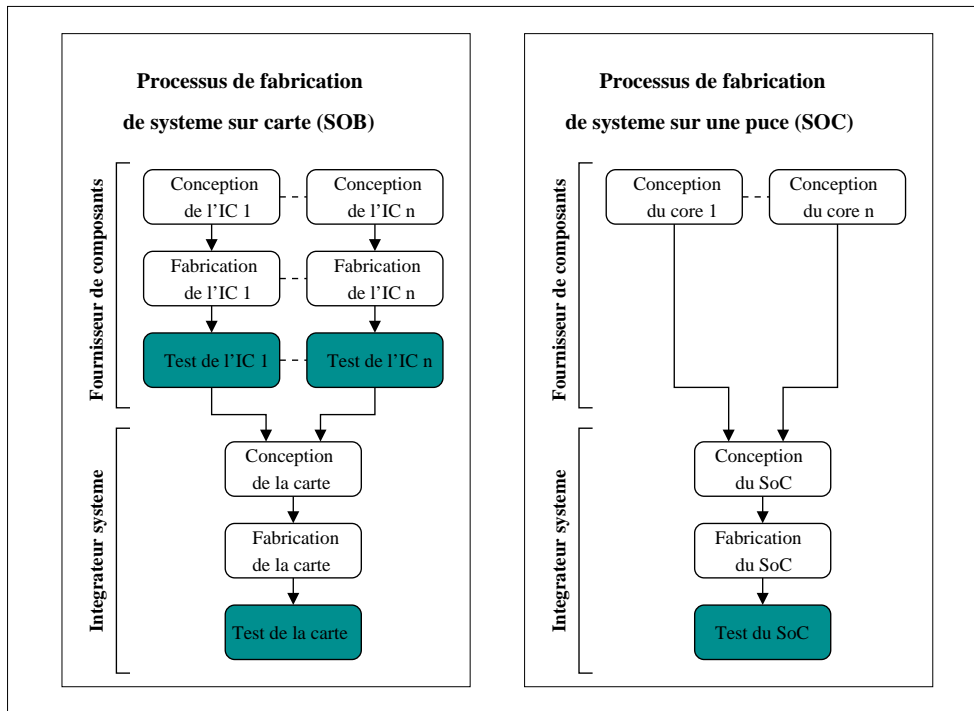 Processus de fabrication
de systeme sur carte (SOB)
Fournisseur de composants
Conception
de l'IC 1
Conception
de l'IC n
Fabrication
de l'IC 1
Fabrication
de l'IC n
Test de l'IC 1
Test de l'IC n
Integrateur systeme
Conception
de la carte
Fabrication
de la carte
Test de la carte
Processus de fabrication
de systeme sur une puce (SOC)
Fournisseur de composants
Conception
du core 1
Conception
du core n
Integrateur systeme
Conception
du SoC
Fabrication
du SoC
Test du SoC